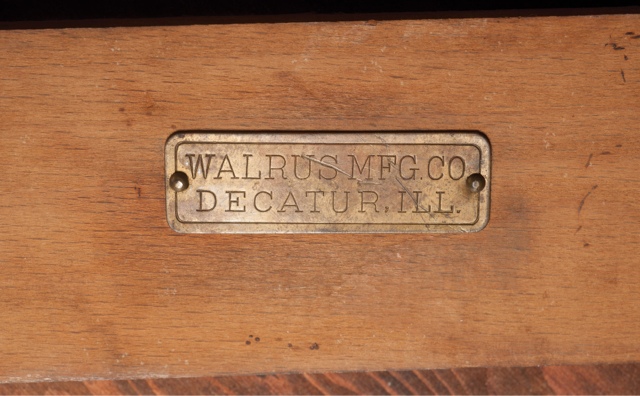 WALRUS MFG. CO.
DECATUR, ILL.